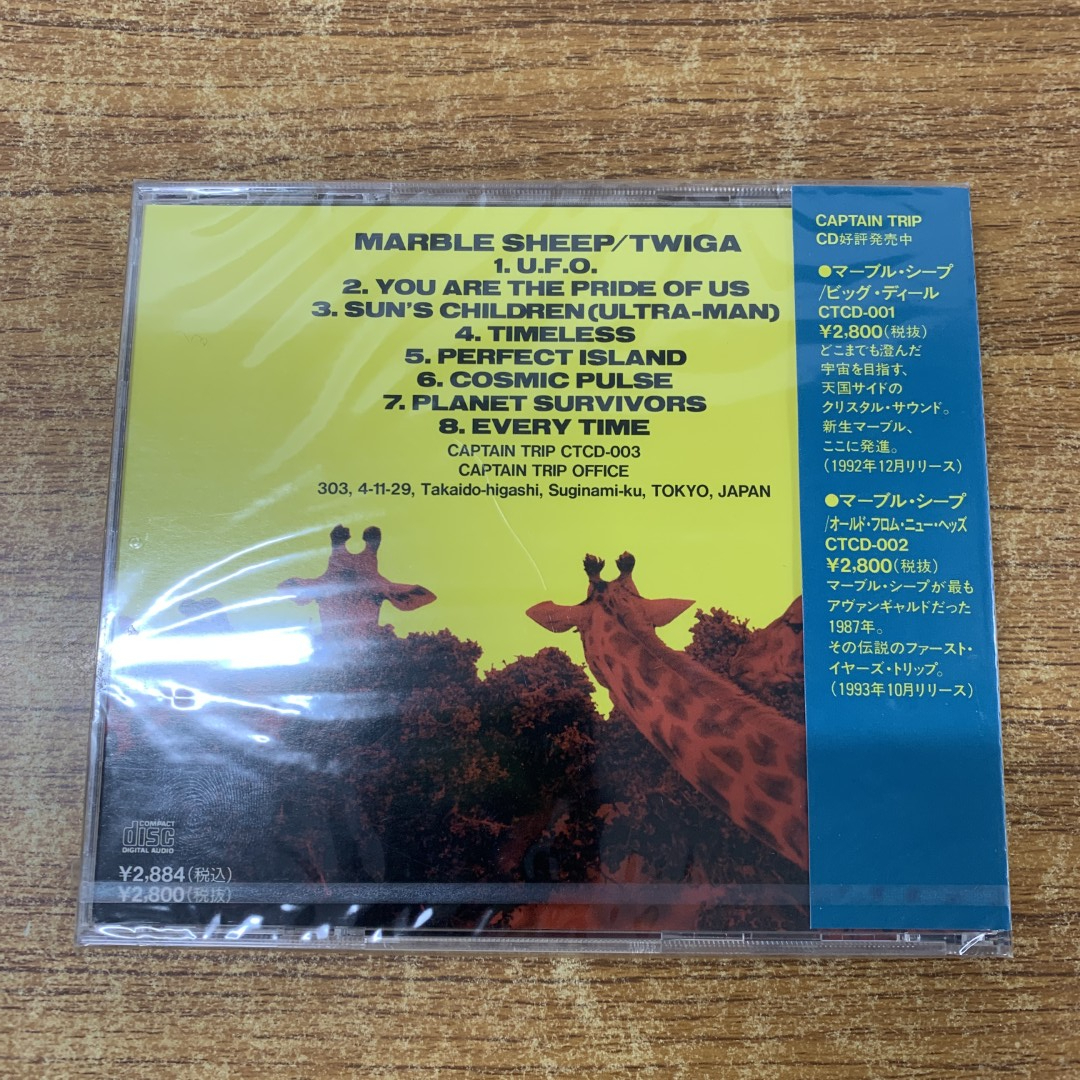 MARBLE SHEEP/TWIGA
1. U.F.O.
2. YOU ARE THE PRIDE OF US
3. SUN'S CHILDREN(ULTRA-MAN)
4. TIMELESS
5. PERFECT ISLAND
6. COSMIC PULSE
7. PLANET SURVIVORS
8. EVERY TIME
CAPTAIN TRIP CTCD-003
CAPTAIN TRIP OFFICE
303, 4-11-29, Takaido-higashi, Suginami-ku, TOKYO, JAPAN
COMPACT
disc
DIGITAL AUDIO
¥2,884(税込)
¥2,800(税抜)
CAPTAIN TRIP
CD好評発売中
●マーブル・シープ
/ビッグ・ディール
CTCD-001
¥2,800(税抜)
どこまでも澄んだ
宇宙を目指す、
天国サイドの
クリスタル・サウンド。
新生マーブル、
ここに発進。
(1992年12月リリース)
●マーブル・シープ
/オールド・フロム・ニュー・ヘッズ
CTCD-002
¥2,800(税抜)
マーブル・シープが最も
アヴァンギャルドだった
1987年。
その伝説のファースト・
イヤーズ・トリップ。
(1993年10月リリース)